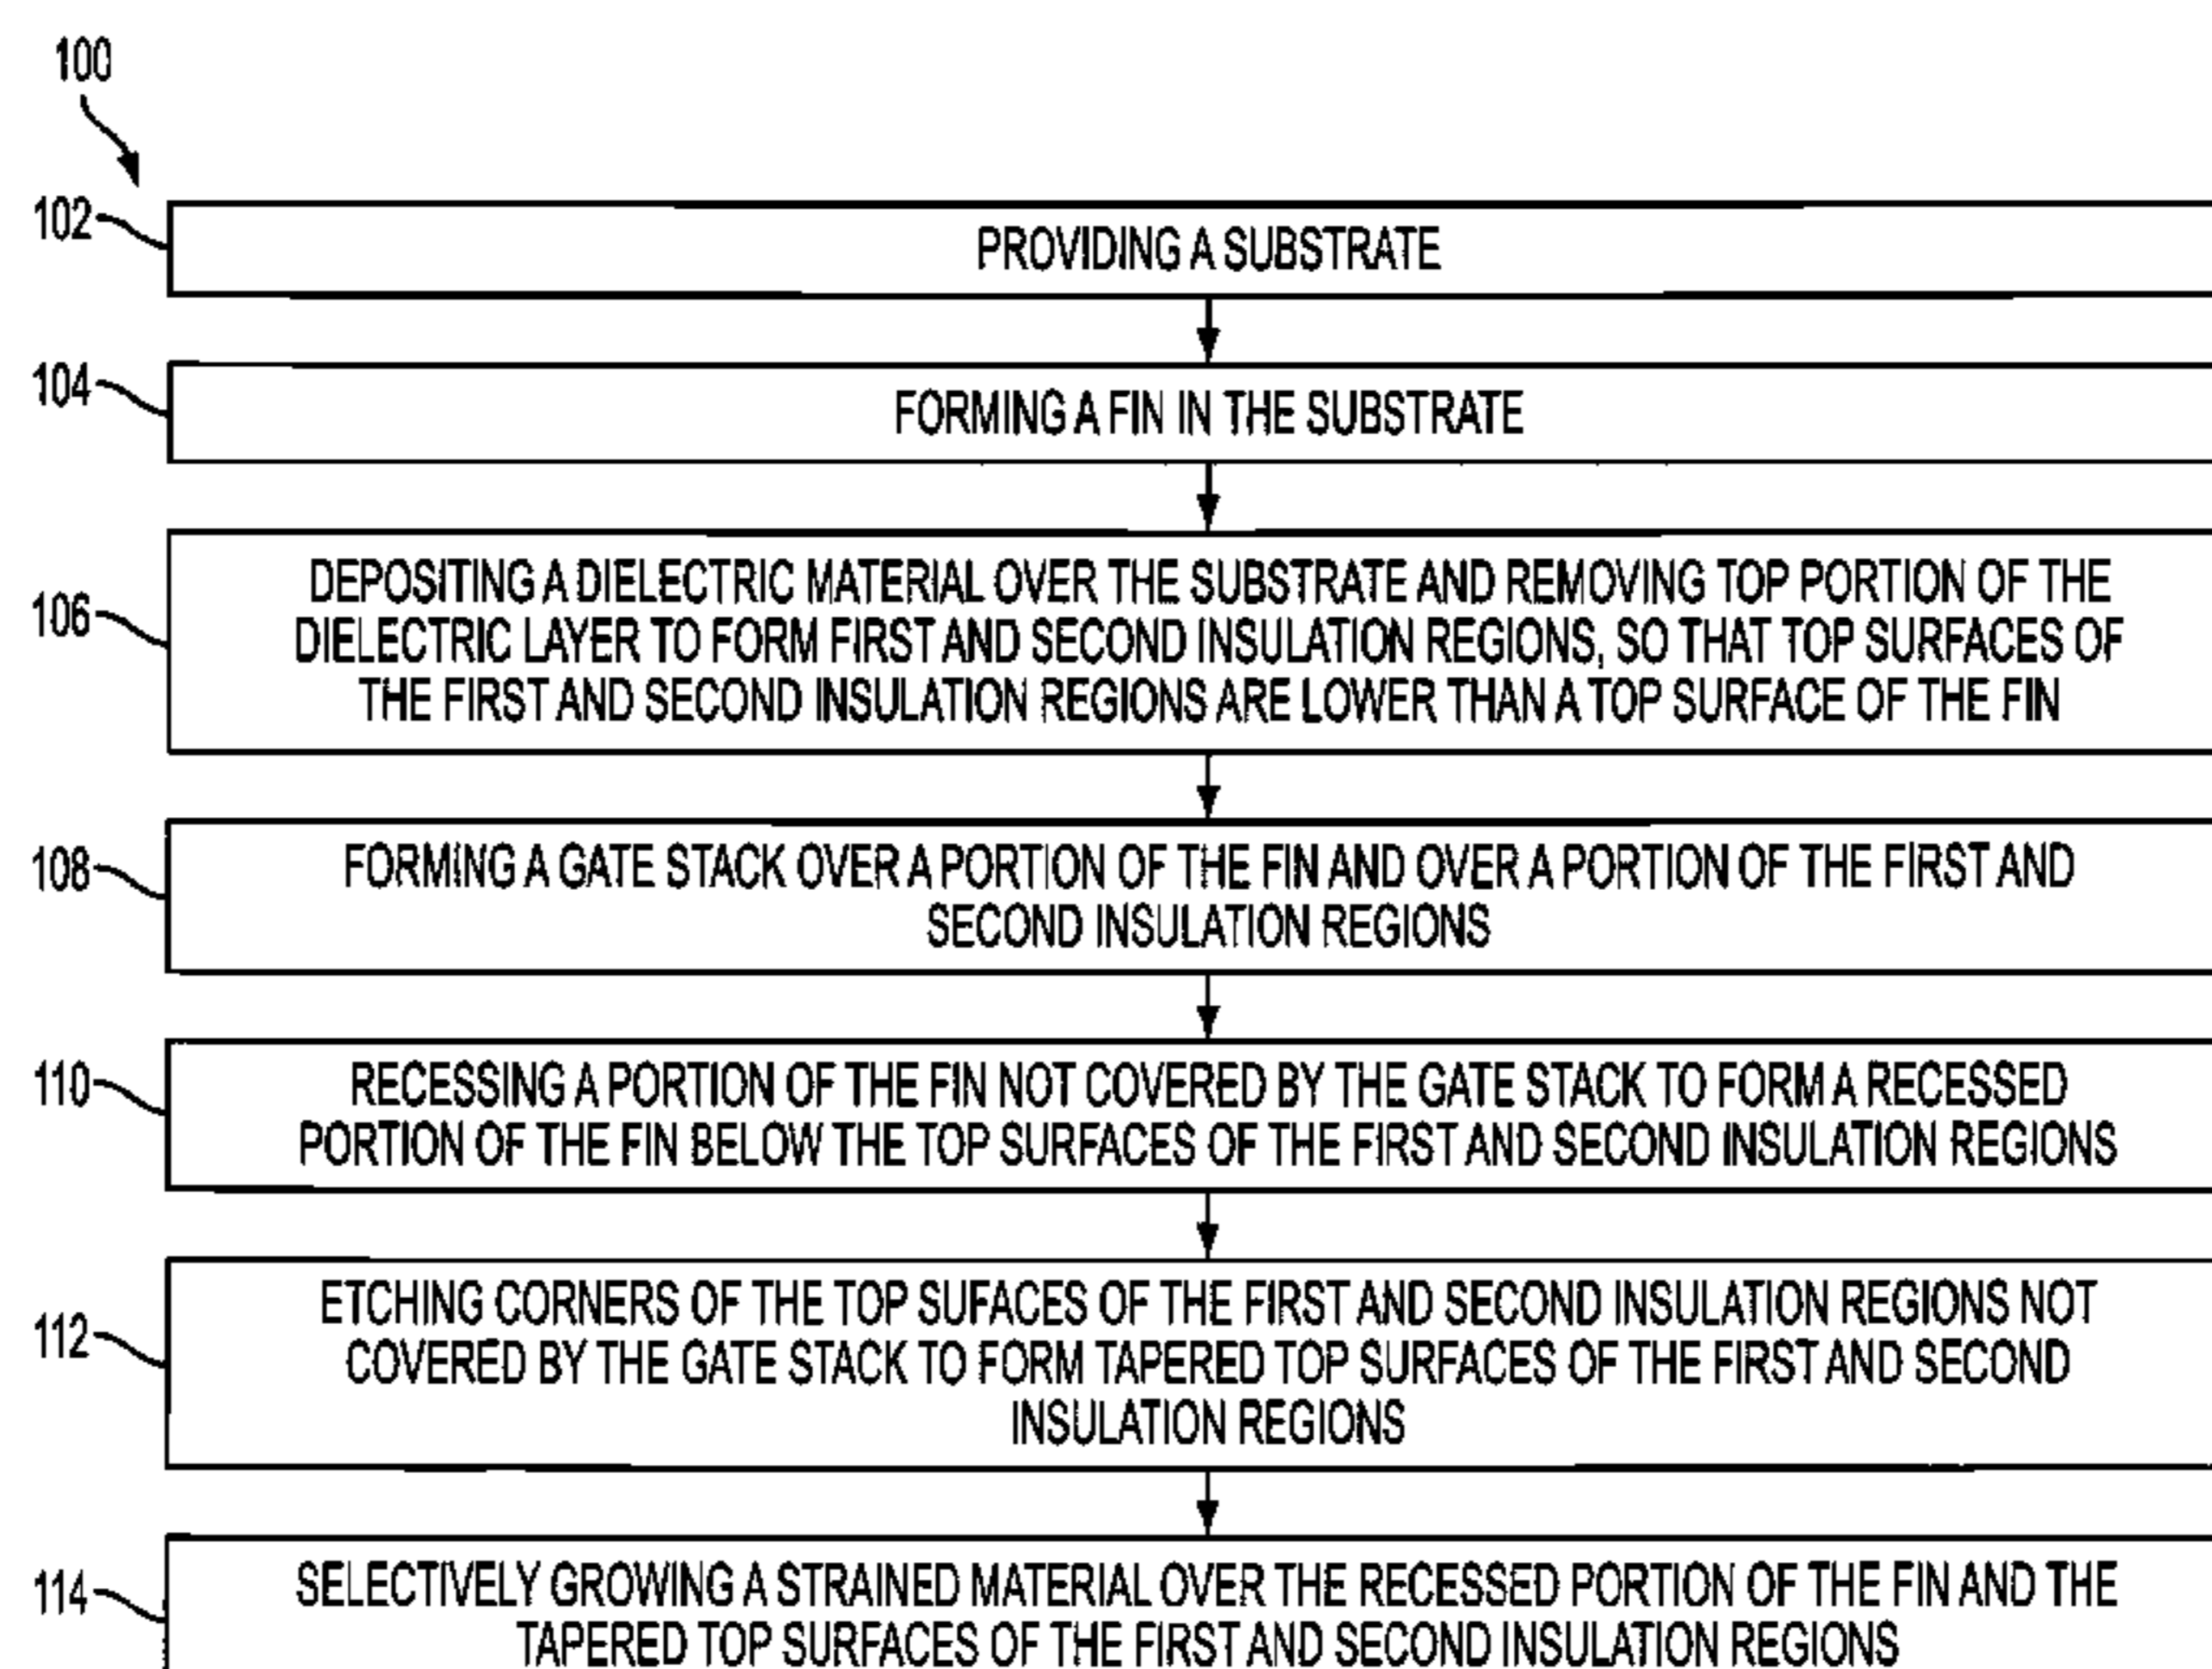 100
102
PROVIDING A SUBSTRATE
104
FORMING A FIN IN THE SUBSTRATE
106
DEPOSITING A DIELECTRIC MATERIAL OVER THE SUBSTRATE AND REMOVING TOP PORTION OF THE
DIELECTRIC LAYER TO FORM FIRST AND SECOND INSULATION REGIONS, SO THAT TOP SURFACES OF
THE FIRST AND SECOND INSULATION REGIONS ARE LOWER THAN A TOP SURFACE OF THE FIN
108
FORMING A GATE STACK OVER A PORTION OF THE FIN AND OVER A PORTION OF THE FIRST AND
SECOND INSULATION REGIONS
110
RECESSING A PORTION OF THE FIN NOT COVERED BY THE GATE STACK TO FORM A RECESSED
PORTION OF THE FIN BELOW THE TOP SURFACES OF THE FIRST AND SECOND INSULATION REGIONS
112
ETCHING CORNERS OF THE TOP SUFACES OF THE FIRST AND SECOND INSULATION REGIONS NOT
COVERED BY THE GATE STACK TO FORM TAPERED TOP SURFACES OF THE FIRST AND SECOND
INSULATION REGIONS
114
SELECTIVELY GROWING A STRAINED MATERIAL OVER THE RECESSED PORTION OF THE FIN AND THE
TAPERED TOP SURFACES OF THE FIRST AND SECOND INSULATION REGIONS